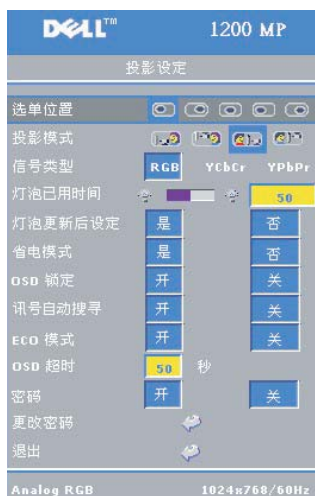 DELL™ 1200 MP
投影设定
选单位置
投影模式
信号类型 RGB YCbCr YPbPr
灯泡已用时间 50
灯泡更新后设定 是 否
省电模式 是 否
OSD 锁定 开 关
讯号自动搜寻 开 关
ECO 模式 开 关
OSD 超时 50 秒
密码 开 关
更改密码
退出
Analog RGB 1024x768/60Hz